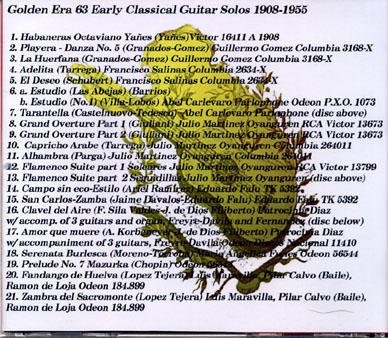 Golden Era 63 Early Classical Guitar Solos 1908-1955
1. Habaneras Octaviano Yañes (Yañes)Victor 16411 A 1908
2. Playera - Danza No. 5 (Granados-Gomez) Guillermo Gomez Columbia 3168-X
3. La Huerfana (Granados-Gomez) Guillermo Gomez Columbia 3168-X
4. Adelita (Tarrega) Francisco Salinas Columbia 2634-X
5. El Deseo (Schubert) Francisco Salinas Columbia 2634-X
6. a. Estudio (Las Abejas) (Barrios)
b. Estudio (No.1) (Villa-Lobos) Abel Carlevaro Parlophone Odeon P.X.O. 1073
7. Tarantella (Castelnuovo Tedesco) Abel Carlevaro Parlophone (disc above)
8. Grand Overture Part 1 (Giuliani) Julio Martinez Oyanguren RCA Victor 13673
9. Grand Overture Part 2 (Giuliani) Julio Martinez Oyanguren RCA Victor 13673
10. Capricho Arabe (Tarrega) Julio Martinez Oyanguren Columbia 264011
11. Alhambra (Parga) Julio Martinez Oyanguren Columbia 264011
12. Flamenco Suite part 1 Soleares Julio Martinez Oyanguren RCA Victor 13799
13. Flamenco Suite part 2 Seguidillas Julio Martinez Oyanguren (disc above)
14. Campo sin eco-Estilo (Ariel Ramirez) Eduardo Falu TK 5392
15. San Carlos-Zamba (Jaime Davalos-Eduardo Falu) Eduardo Falu TK 5392
16. Clavel del Aire (F. Silva Valdes-J. de Dios Filiberto) Patrocinio Diaz
w/ accomp. of 3 guitars and organ, Freyre-Davila and Fernandez (disc below)
17. Amor que muere (A. Korba-J. de Dios Filiberto) Patrocinio Diaz
w/ accompaniment of 3 guitars, Freyre-Davila Odeon Discos Nacional 11410
18. Serenata Burlesca (Moreno-Torroba) Maria Angelica Funes Odeon 56544
19. Prelude No. 7 Mazurka (Chopin) Odeon
20. Fandango de Huelva (Lopez Tejera) Luis Maravilla, Pilar Calvo (Baile),
Ramon de Loja Odeon 184.899
21. Zambra del Sacromonte (Lopez Tejera) Luis Maravilla, Pilar Calvo (Baile),
Ramon de Loja Odeon 184.899